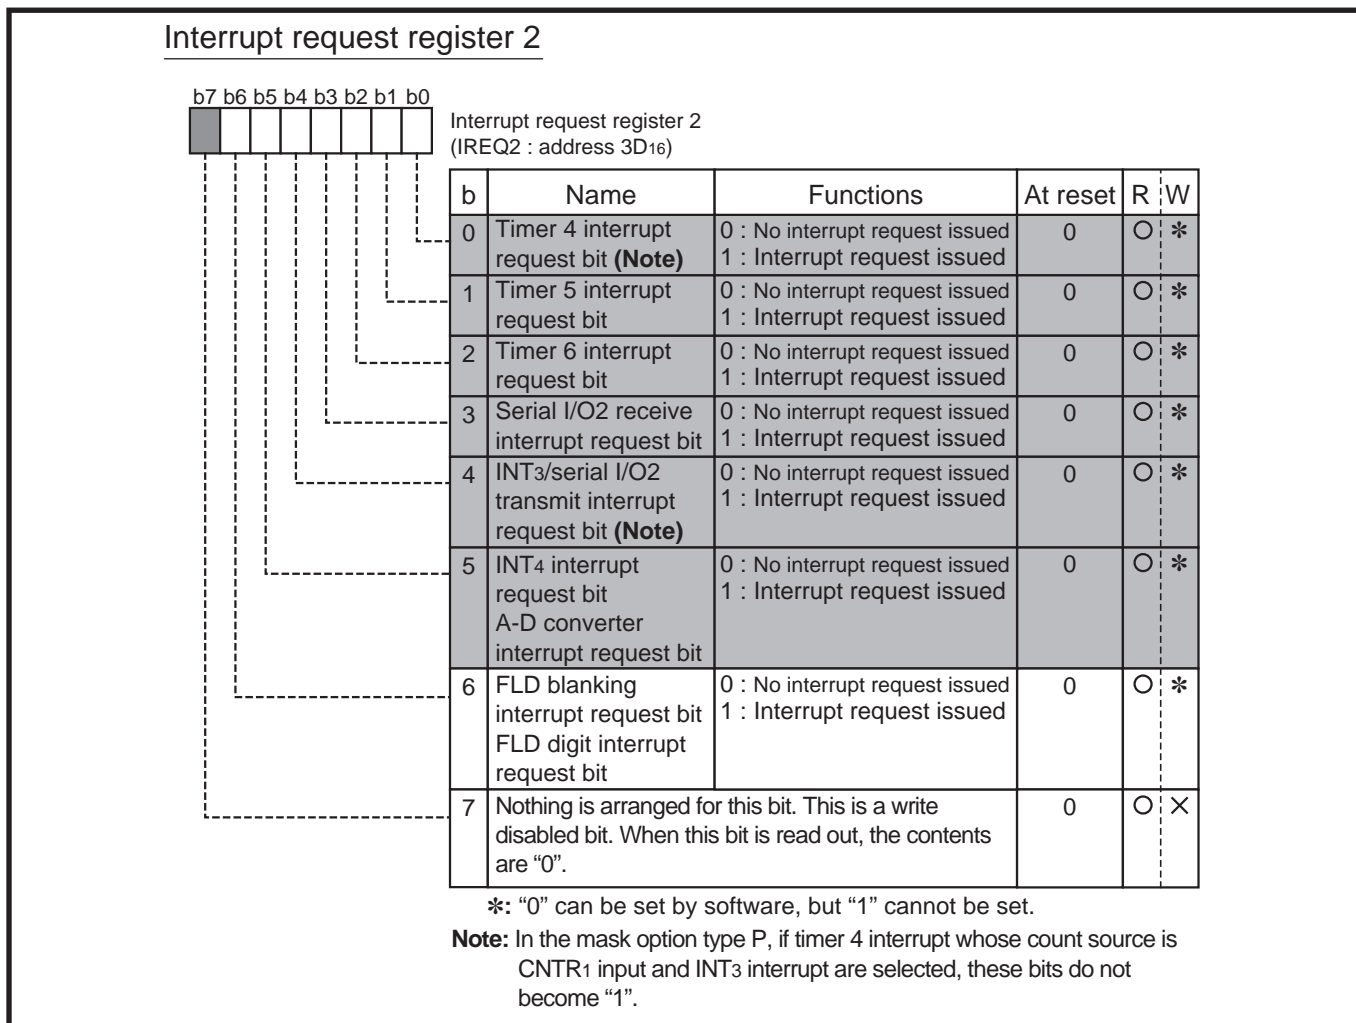 Interrupt request register 2
b7 b6 b5 b4 b3 b2 b1 b0
Interrupt request register 2
(IREQ2 : address 3D16)
b Name Functions At reset R W
0 Timer 4 interrupt 0 : No interrupt request issued 0 ○ ✻
request bit (Note) 1 : Interrupt request issued
1 Timer 5 interrupt 0 : No interrupt request issued 0 ○ ✻
request bit 1 : Interrupt request issued
2 Timer 6 interrupt 0 : No interrupt request issued 0 ○ ✻
request bit 1 : Interrupt request issued
3 Serial I/O2 receive 0 : No interrupt request issued 0 ○ ✻
interrupt request bit 1 : Interrupt request issued
4 INT3/serial I/O2 0 : No interrupt request issued 0 ○ ✻
transmit interrupt 1 : Interrupt request issued
request bit (Note)
5 INT4 interrupt 0 : No interrupt request issued 0 ○ ✻
request bit 1 : Interrupt request issued
A-D converter
interrupt request bit
6 FLD blanking 0 : No interrupt request issued 0 ○ ✻
interrupt request bit 1 : Interrupt request issued
FLD digit interrupt
request bit
7 Nothing is arranged for this bit. This is a write 0 ○ ×
disabled bit. When this bit is read out, the contents
are “0”.
✻: “0” can be set by software, but “1” cannot be set.
Note: In the mask option type P, if timer 4 interrupt whose count source is
CNTR1 input and INT3 interrupt are selected, these bits do not
become “1”.